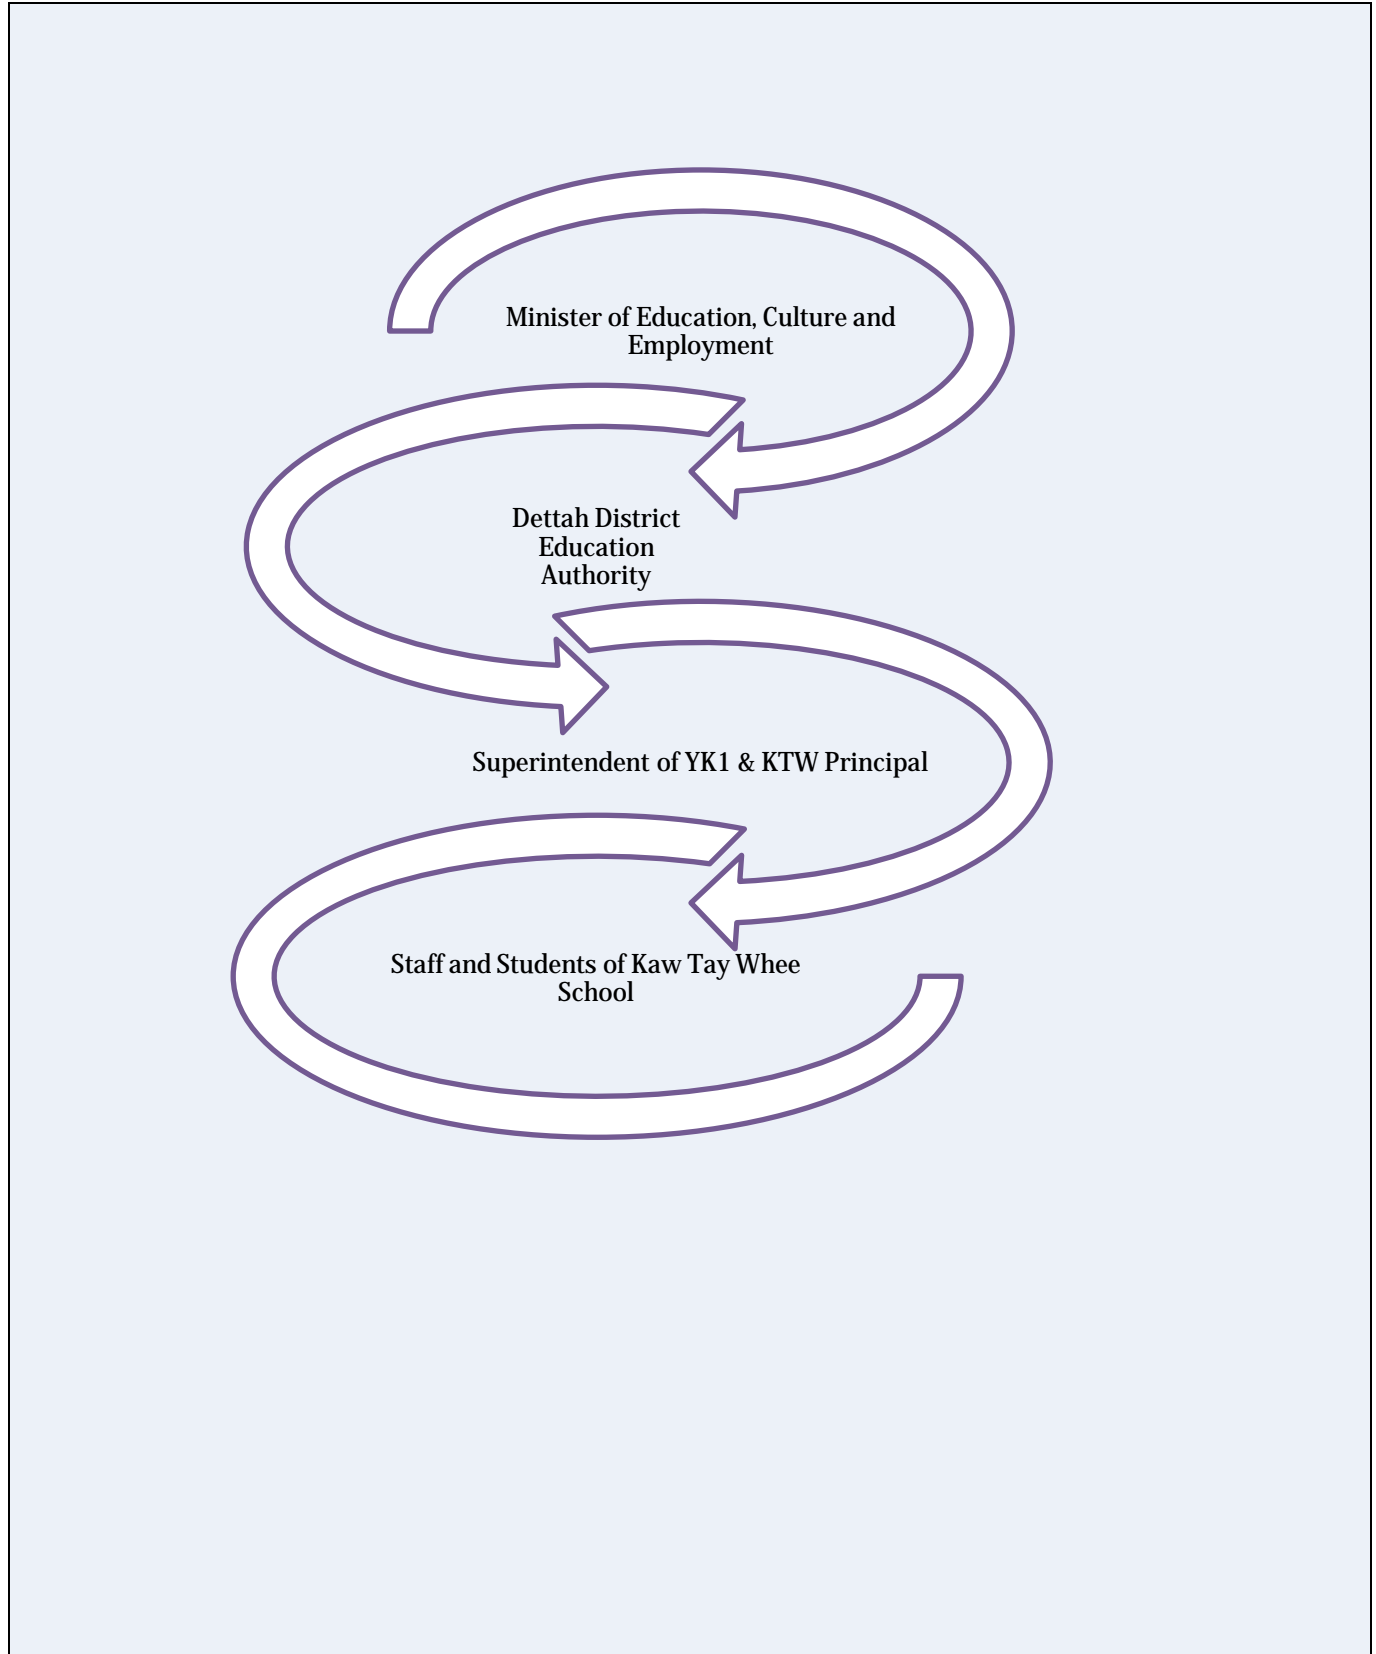 Minister of Education, Culture and
Employment
Dettah District
Education
Authority
Superintendent of YK1 & KTW Principal
Staff and Students of Kaw Tay Whee
School